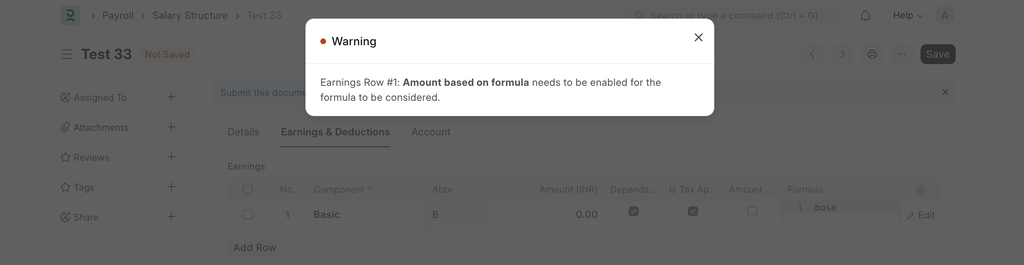 Payroll > Salary Structure > Test 33
Search or type a command (Ctrl + G)
Help
A
Test 33
Not Saved
Save
Warning
Earnings Row #1: Amount based on formula needs to be enabled for the
formula to be considered.
Assigned To
Attachments
Reviews
Tags
Share
Submit this docume
Details
Earnings & Deductions
Account
Earnings
No. Component * Abbr Amount (INR) Depends... Is Tax Ap... Amount ... Formula
1 Basic B 0.00 1 base Edit
Add Row